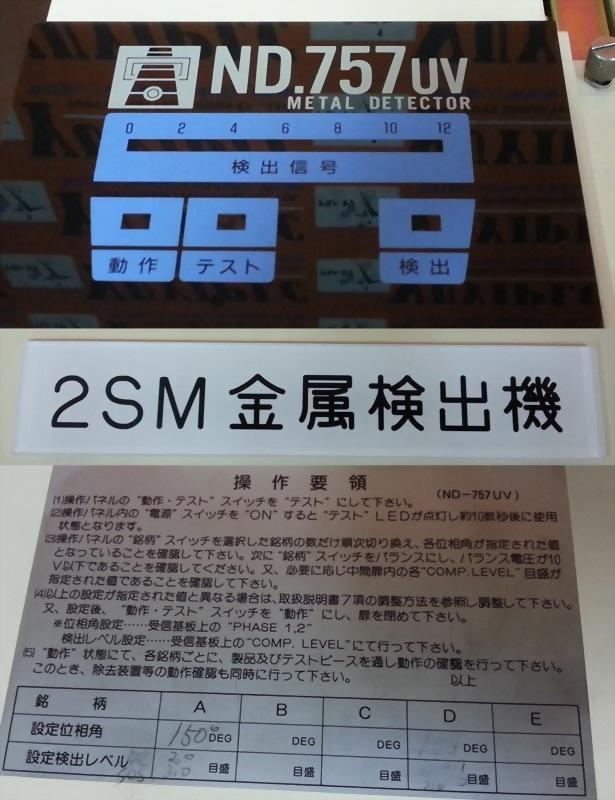 ND.757UV
METAL DETECTOR
0 2 4 6 8 10 12
検出信号
動作 テスト 検出
2SM 金属検出機
操作要領
(ND-757UV)
(1)操作パネルの“動作・テスト”スイッチを“テスト”にして下さい。
(2)操作パネル内の“電源”スイッチを“ON”すると“テスト”LEDが点灯し約10数秒後に使用
状態となります。
(3)操作パネルの“銘柄”スイッチを選択した銘柄の数だけ順次切り換え、各位相角が指定された値
となっていることを確認して下さい。次に“銘柄”スイッチをバランスにし、バランス電圧が10
V以下であることを確認してください。又、必要に応じ中間扉内の各“COMP.LEVEL”目盛が
指定された値であることを確認して下さい。
(4)以上の設定が指定された値と異なる場合は、取扱説明書7項の調整方法を参照し調整して下さい。
又、設定後、“動作・テスト”スイッチを“動作”にし、扉を閉めて下さい。
※位相角設定……受信基板上の“PHASE 1,2”
検出レベル設定……受信基板上の“COMP. LEVEL”にて行って下さい。
(5)“動作”状態にて、各銘柄ごとに、製品及びテストピースを通し動作の確認を行って下さい。
このとき、除去装置等の動作確認も同時に行って下さい。 以上
銘柄 A B C D E
設定位相角 150° DEG DEG DEG DEG DEG
設定検出レベル 2.0 3.0 目盛 目盛 目盛 目盛 目盛